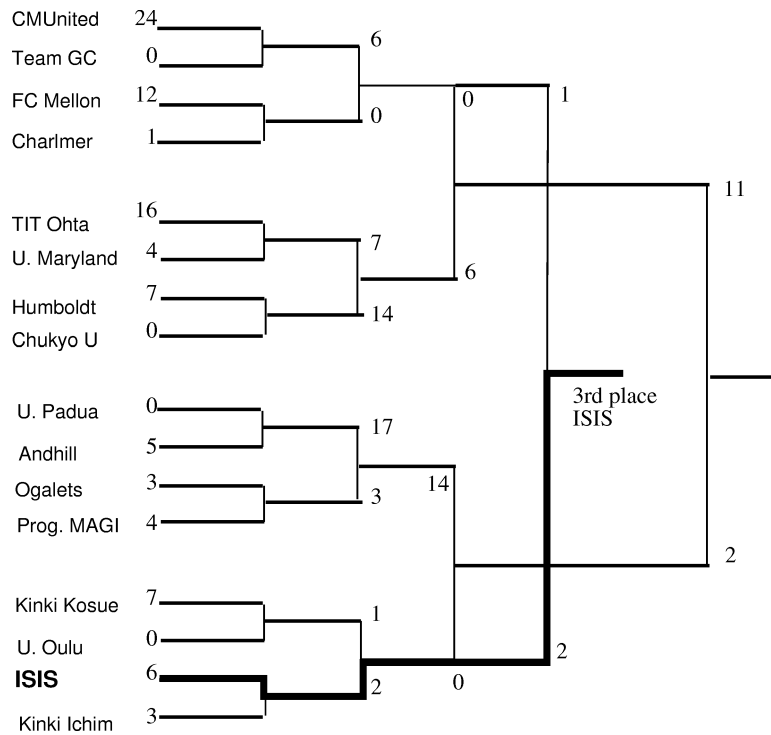 CMUnited 24
Team GC 0
6
FC Mellon 12
Charlmer 1
0
0
1
TIT Ohta 16
U. Maryland 4
7
Humboldt 7
Chukyo U 0
14
6
11
3rd place
ISIS
U. Padua 0
Andhill 5
17
Ogalets 3
Prog. MAGI 4
3
14
2
Kinki Kosue 7
U. Oulu 0
1
ISIS 6
Kinki Ichim 3
2
0
2